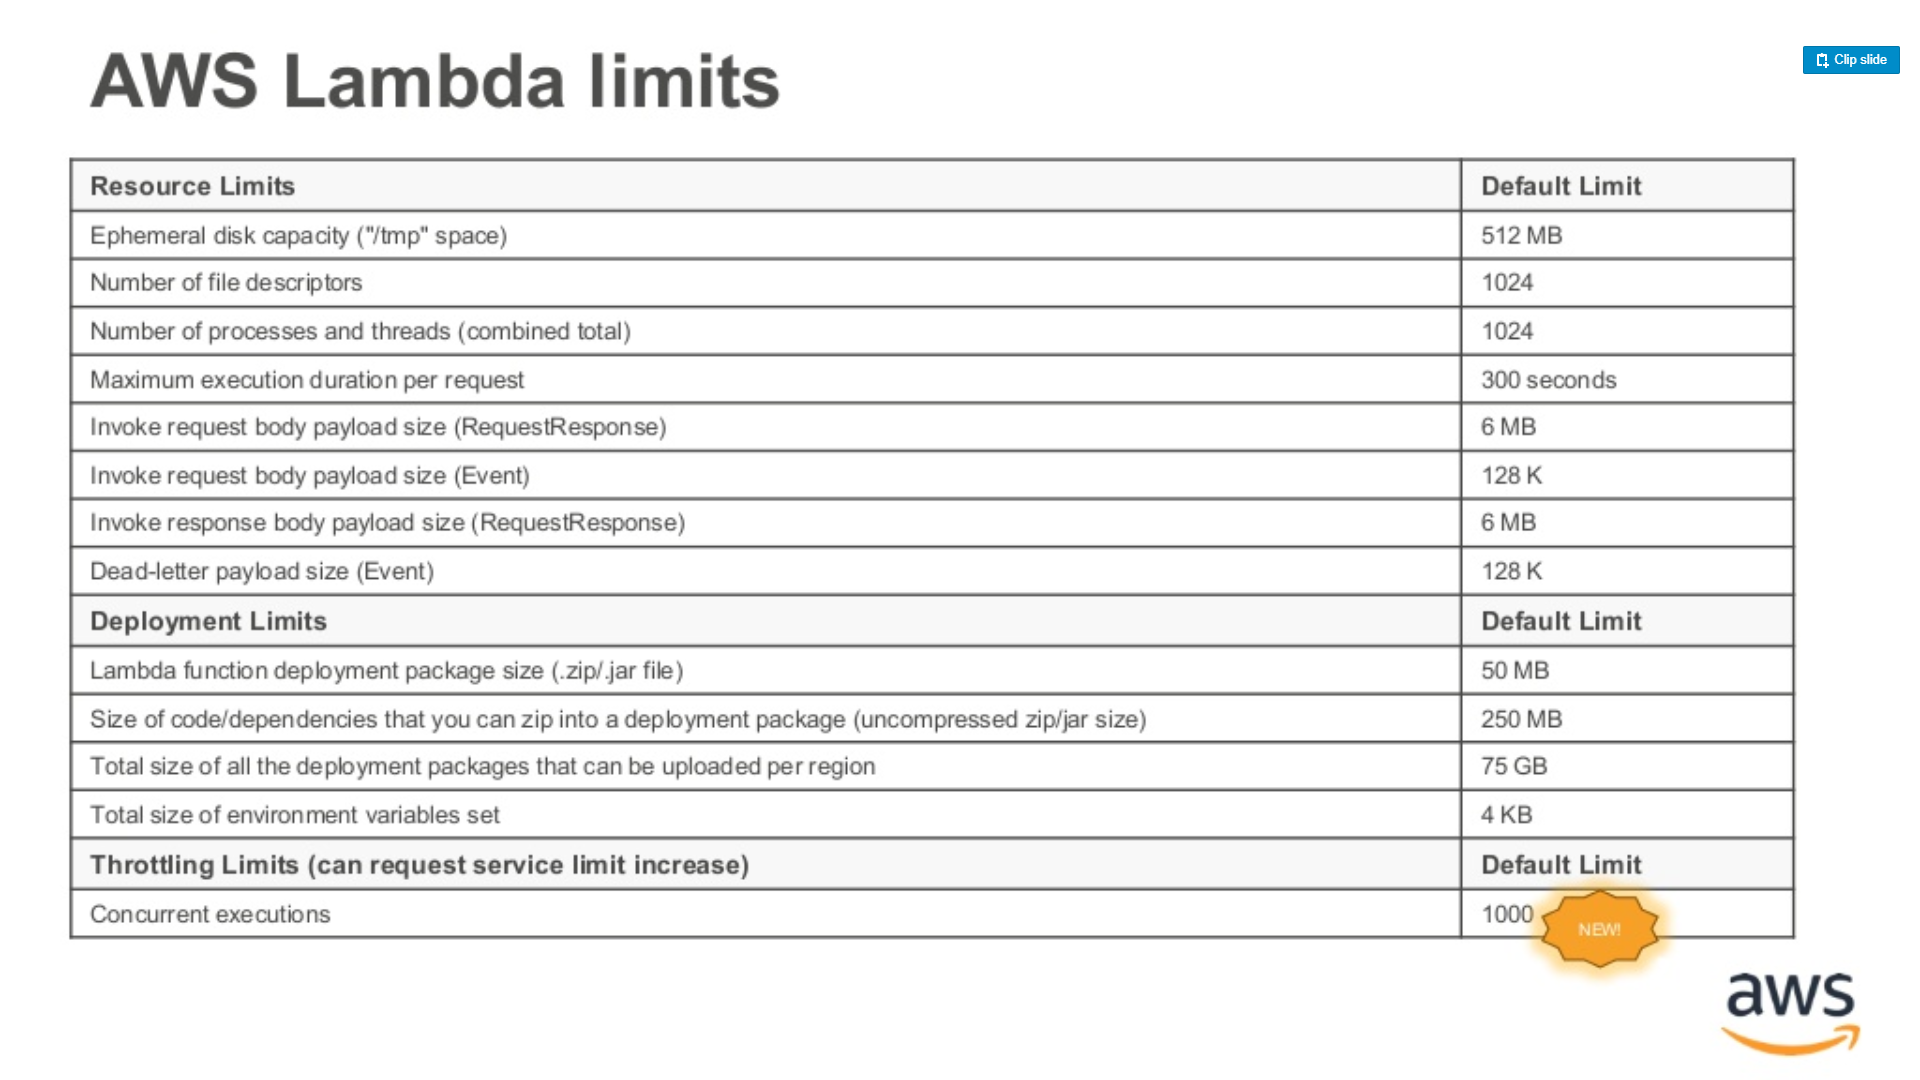 AWS Lambda limits
Clip slide
Resource Limits Default Limit
Ephemeral disk capacity ("/tmp" space) 512 MB
Number of file descriptors 1024
Number of processes and threads (combined total) 1024
Maximum execution duration per request 300 seconds
Invoke request body payload size (RequestResponse) 6 MB
Invoke request body payload size (Event) 128 K
Invoke response body payload size (RequestResponse) 6 MB
Dead-letter payload size (Event) 128 K
Deployment Limits Default Limit
Lambda function deployment package size (.zip/.jar file) 50 MB
Size of code/dependencies that you can zip into a deployment package (uncompressed zip/jar size) 250 MB
Total size of all the deployment packages that can be uploaded per region 75 GB
Total size of environment variables set 4 KB
Throttling Limits (can request service limit increase) Default Limit
Concurrent executions 1000
NEW!
aws